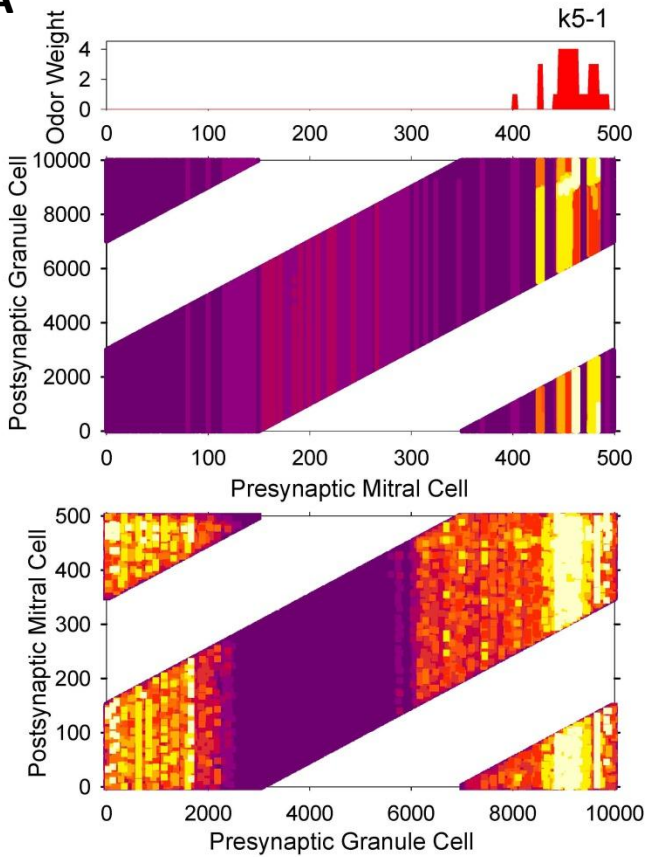 A
k5-1
Odor Weight
4
2
0
0 100 200 300 400 500
Postsynaptic Granule Cell
10000
8000
6000
4000
2000
0
0 100 200 300 400 500
Presynaptic Mitral Cell
Postsynaptic Mitral Cell
500
400
300
200
100
0
0 2000 4000 6000 8000 10000
Presynaptic Granule Cell